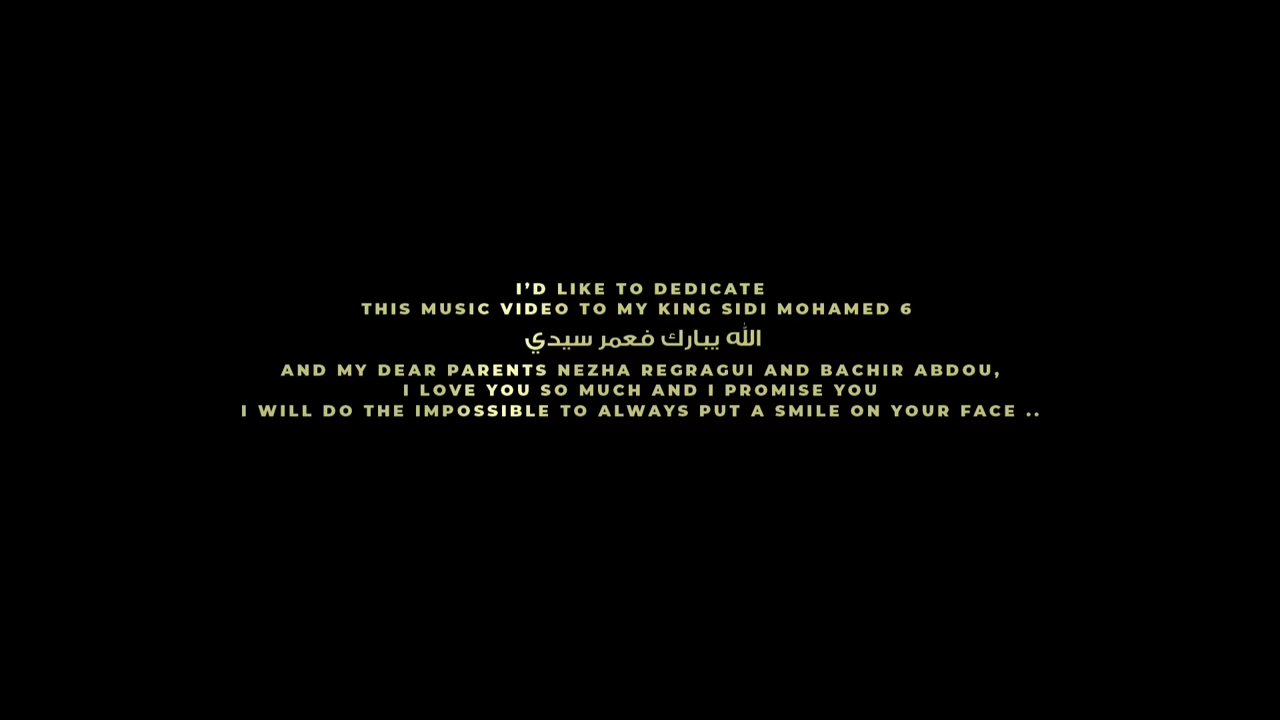 I'D LIKE TO DEDICATE
THIS MUSIC VIDEO TO MY KING SIDI MOHAMED 6
الله يبارك فعمر سيدي
AND MY DEAR PARENTS NEZHA REGRAGUI AND BACHIR ABDOU,
I LOVE YOU SO MUCH AND I PROMISE YOU
I WILL DO THE IMPOSSIBLE TO ALWAYS PUT A SMILE ON YOUR FACE ..